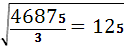 √(4687₅/₃ = 12₅